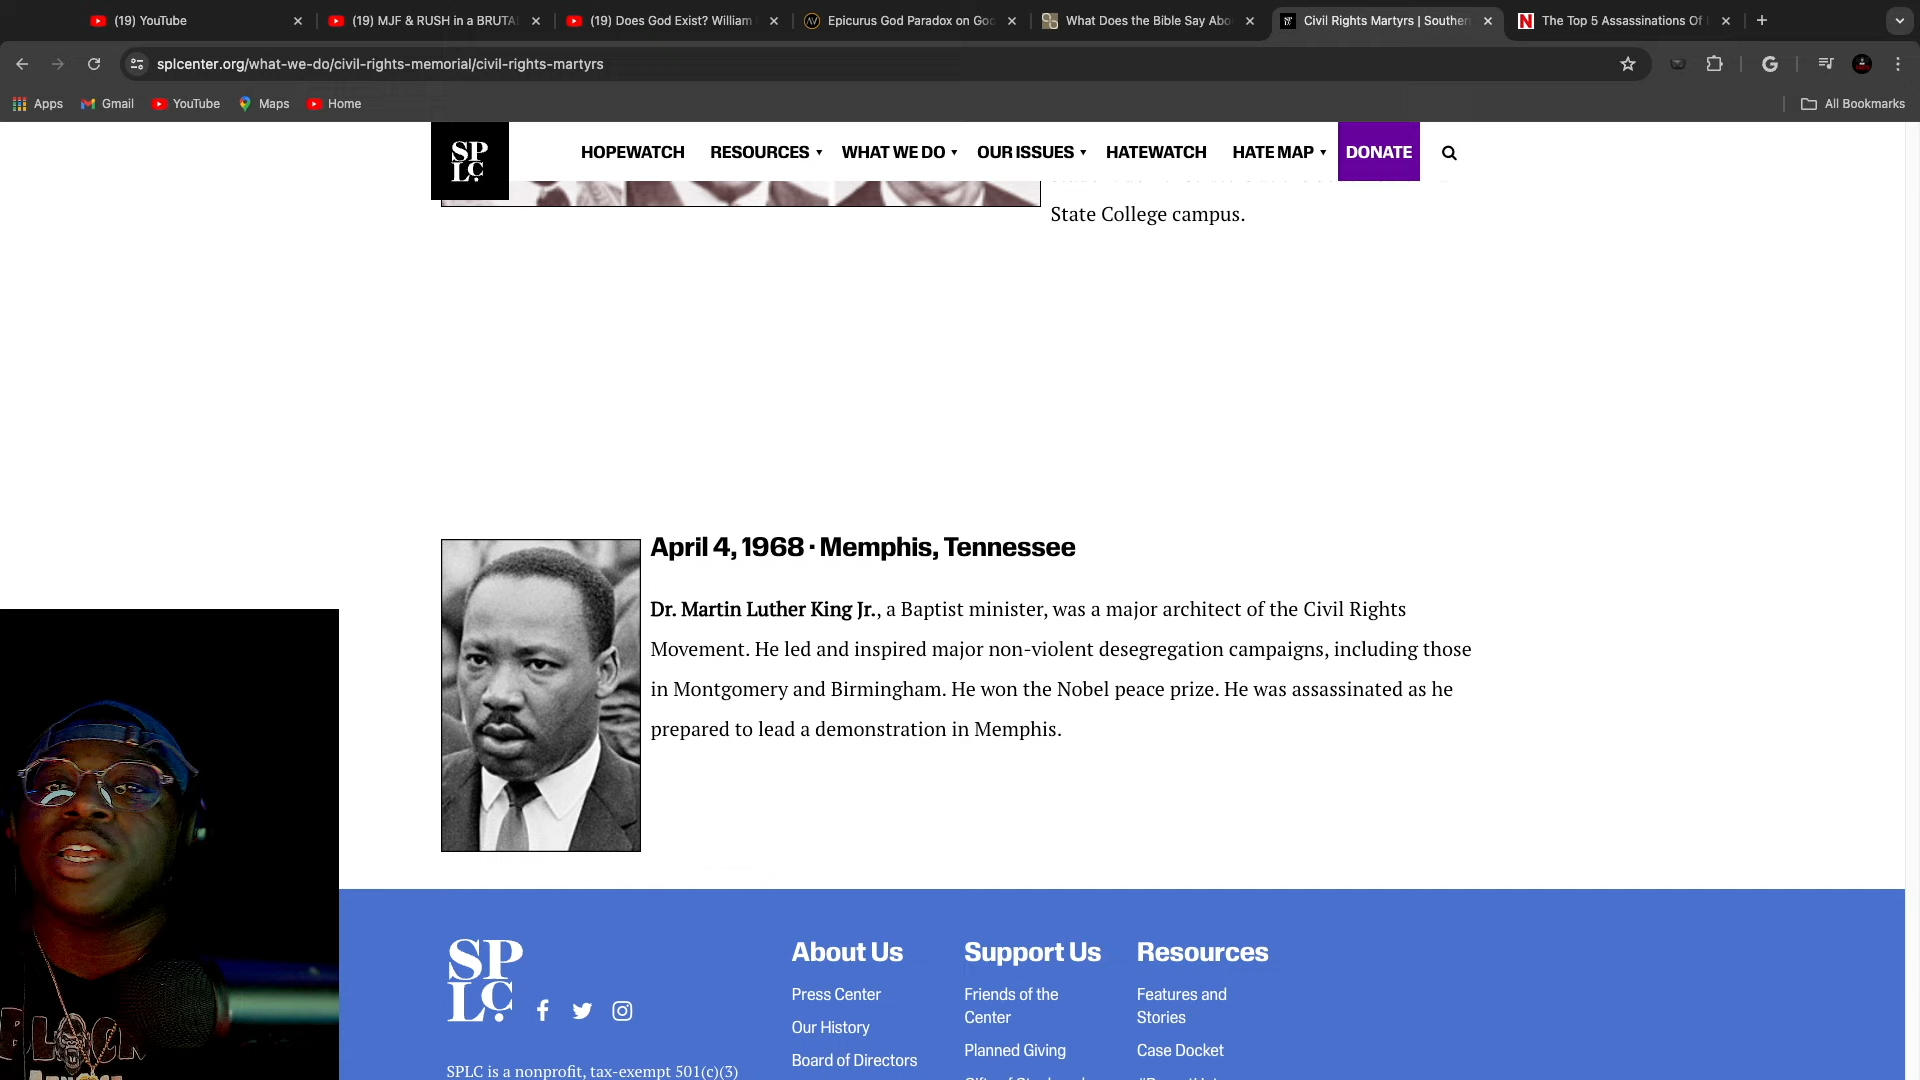 (19) YouTube
(19) MJF & RUSH in a BRUTA
(19) Does God Exist? William
Epicurus God Paradox on Go
What Does the Bible Say Abo
Civil Rights Martyrs | Southern
The Top 5 Assassinations Of
splcenter.org/what-we-do/civil-rights-memorial/civil-rights-martyrs
Apps
Gmail
YouTube
Maps
Home
All Bookmarks
SPLC.
HOPEWATCH
RESOURCES
WHAT WE DO
OUR ISSUES
HATEWATCH
HATE MAP
DONATE
State College campus.
April 4, 1968 · Memphis, Tennessee
Dr. Martin Luther King Jr., a Baptist minister, was a major architect of the Civil Rights
Movement. He led and inspired major non-violent desegregation campaigns, including those
in Montgomery and Birmingham. He won the Nobel peace prize. He was assassinated as he
prepared to lead a demonstration in Memphis.
BLACK
SPLC.
SPLC is a nonprofit, tax-exempt 501(c)(3)
About Us
Press Center
Our History
Board of Directors
Support Us
Friends of the
Center
Planned Giving
Resources
Features and
Stories
Case Docket